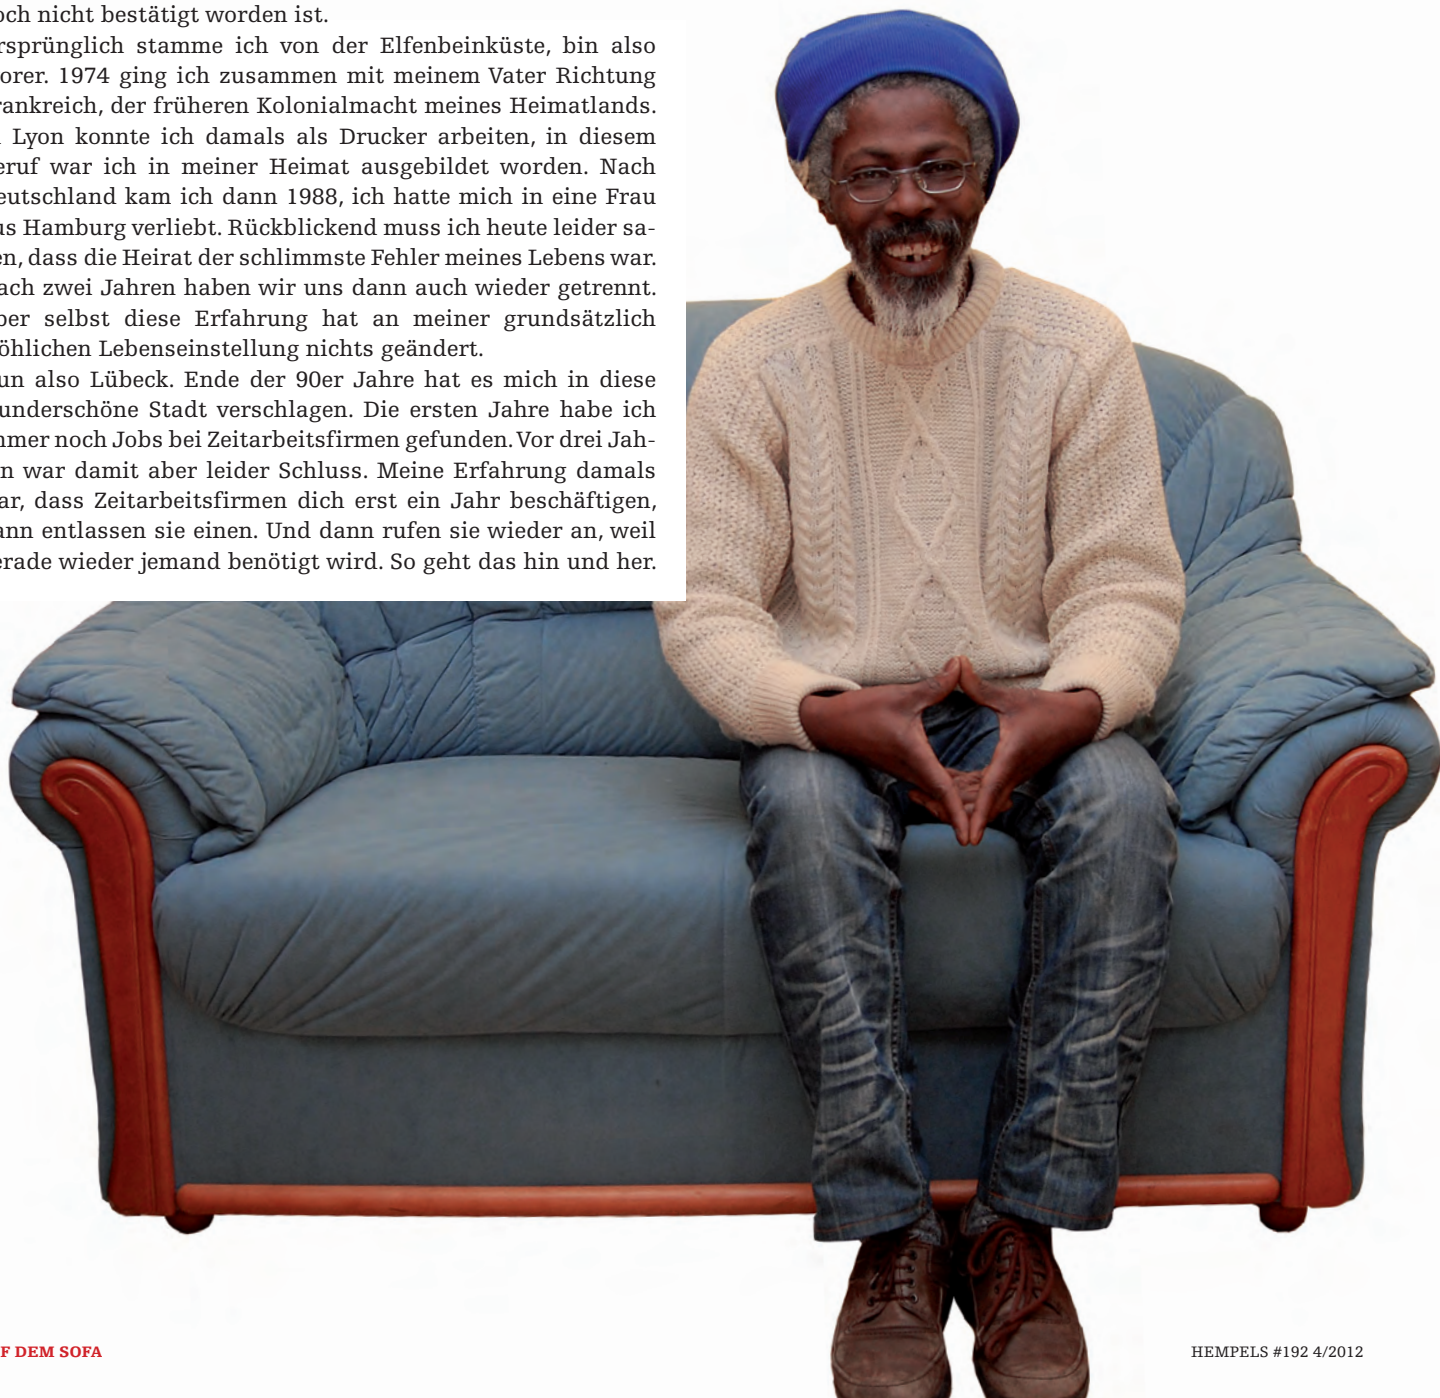 och nicht bestätigt worden ist.
rsprünglich stamme ich von der Elfenbeinküste, bin also
orer. 1974 ging ich zusammen mit meinem Vater Richtung
rankreich, der früheren Kolonialmacht meines Heimatlands.
Lyon konnte ich damals als Drucker arbeiten, in diesem
eruf war ich in meiner Heimat ausgebildet worden. Nach
eutschland kam ich dann 1988, ich hatte mich in eine Frau
us Hamburg verliebt. Rückblickend muss ich heute leider sa-
en, dass die Heirat der schlimmste Fehler meines Lebens war.
ach zwei Jahren haben wir uns dann auch wieder getrennt.
ber selbst diese Erfahrung hat an meiner grundsätzlich
öhlichen Lebenseinstellung nichts geändert.
un also Lübeck. Ende der 90er Jahre hat es mich in diese
underschöne Stadt verschlagen. Die ersten Jahre habe ich
mer noch Jobs bei Zeitarbeitsfirmen gefunden. Vor drei Jah-
n war damit aber leider Schluss. Meine Erfahrung damals
ar, dass Zeitarbeitsfirmen dich erst ein Jahr beschäftigen,
ann entlassen sie einen. Und dann rufen sie wieder an, weil
erade wieder jemand benötigt wird. So geht das hin und her.
F DEM SOFA
HEMPELS #192 4/2012